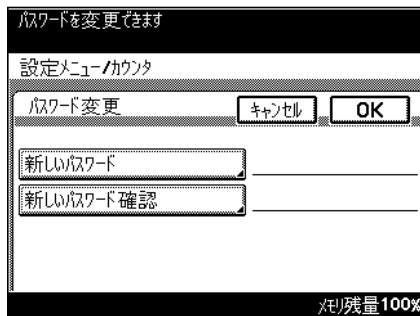 パスワードを変更できます
設定メニュー/カウンタ
パスワード変更 キャンセル OK
新しいパスワード
新しいパスワード確認
メモリ残量100%